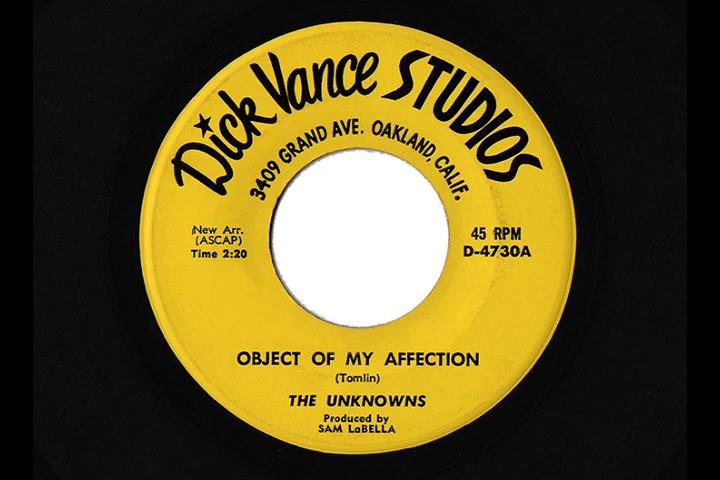 Dick Vance STUDIOS
3409 GRAND AVE. OAKLAND, CALIF.
New Arr.
(ASCAP)
Time 2:20
45 RPM
D-4730A
OBJECT OF MY AFFECTION
(Tomlin)
THE UNKNOWNS
Produced by
SAM LaBELLA